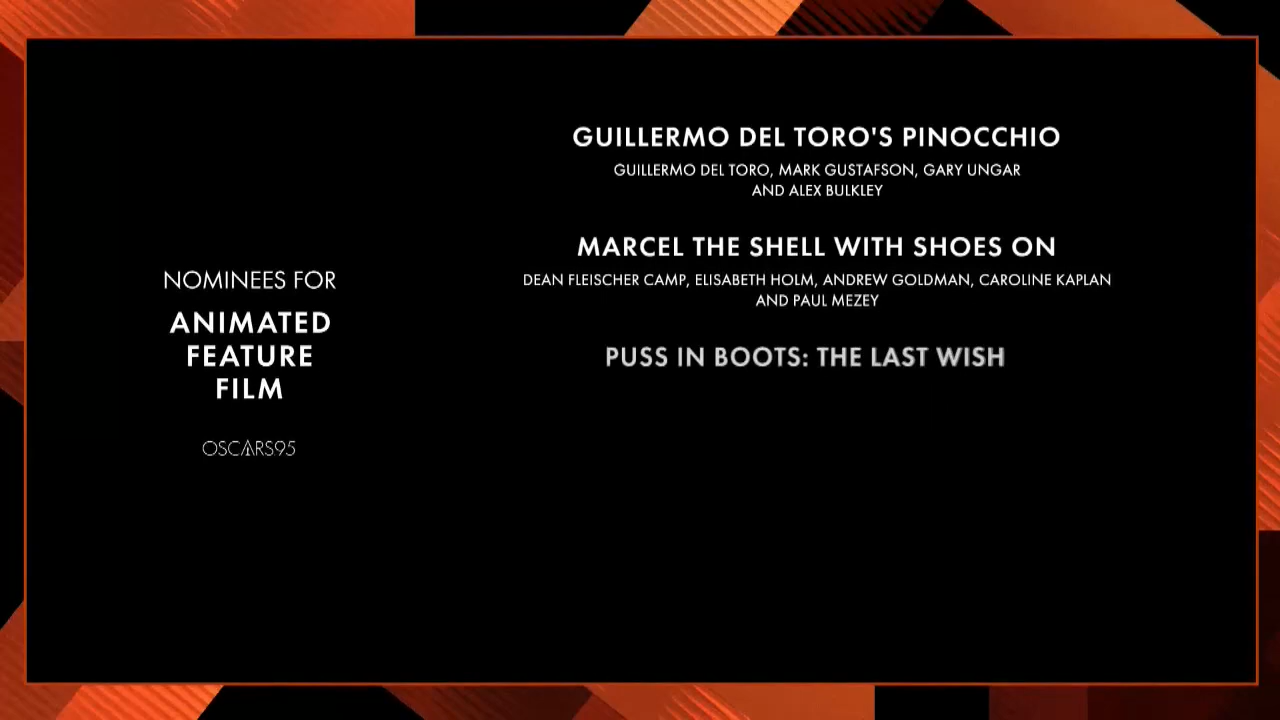 NOMINEES FOR
ANIMATED
FEATURE
FILM
OSCARS95
GUILLERMO DEL TORO'S PINOCCHIO
GUILLERMO DEL TORO, MARK GUSTAFSON, GARY UNGAR
AND ALEX BULKLEY
MARCEL THE SHELL WITH SHOES ON
DEAN FLEISCHER CAMP, ELISABETH HOLM, ANDREW GOLDMAN, CAROLINE KAPLAN
AND PAUL MEZEY
PUSS IN BOOTS: THE LAST WISH